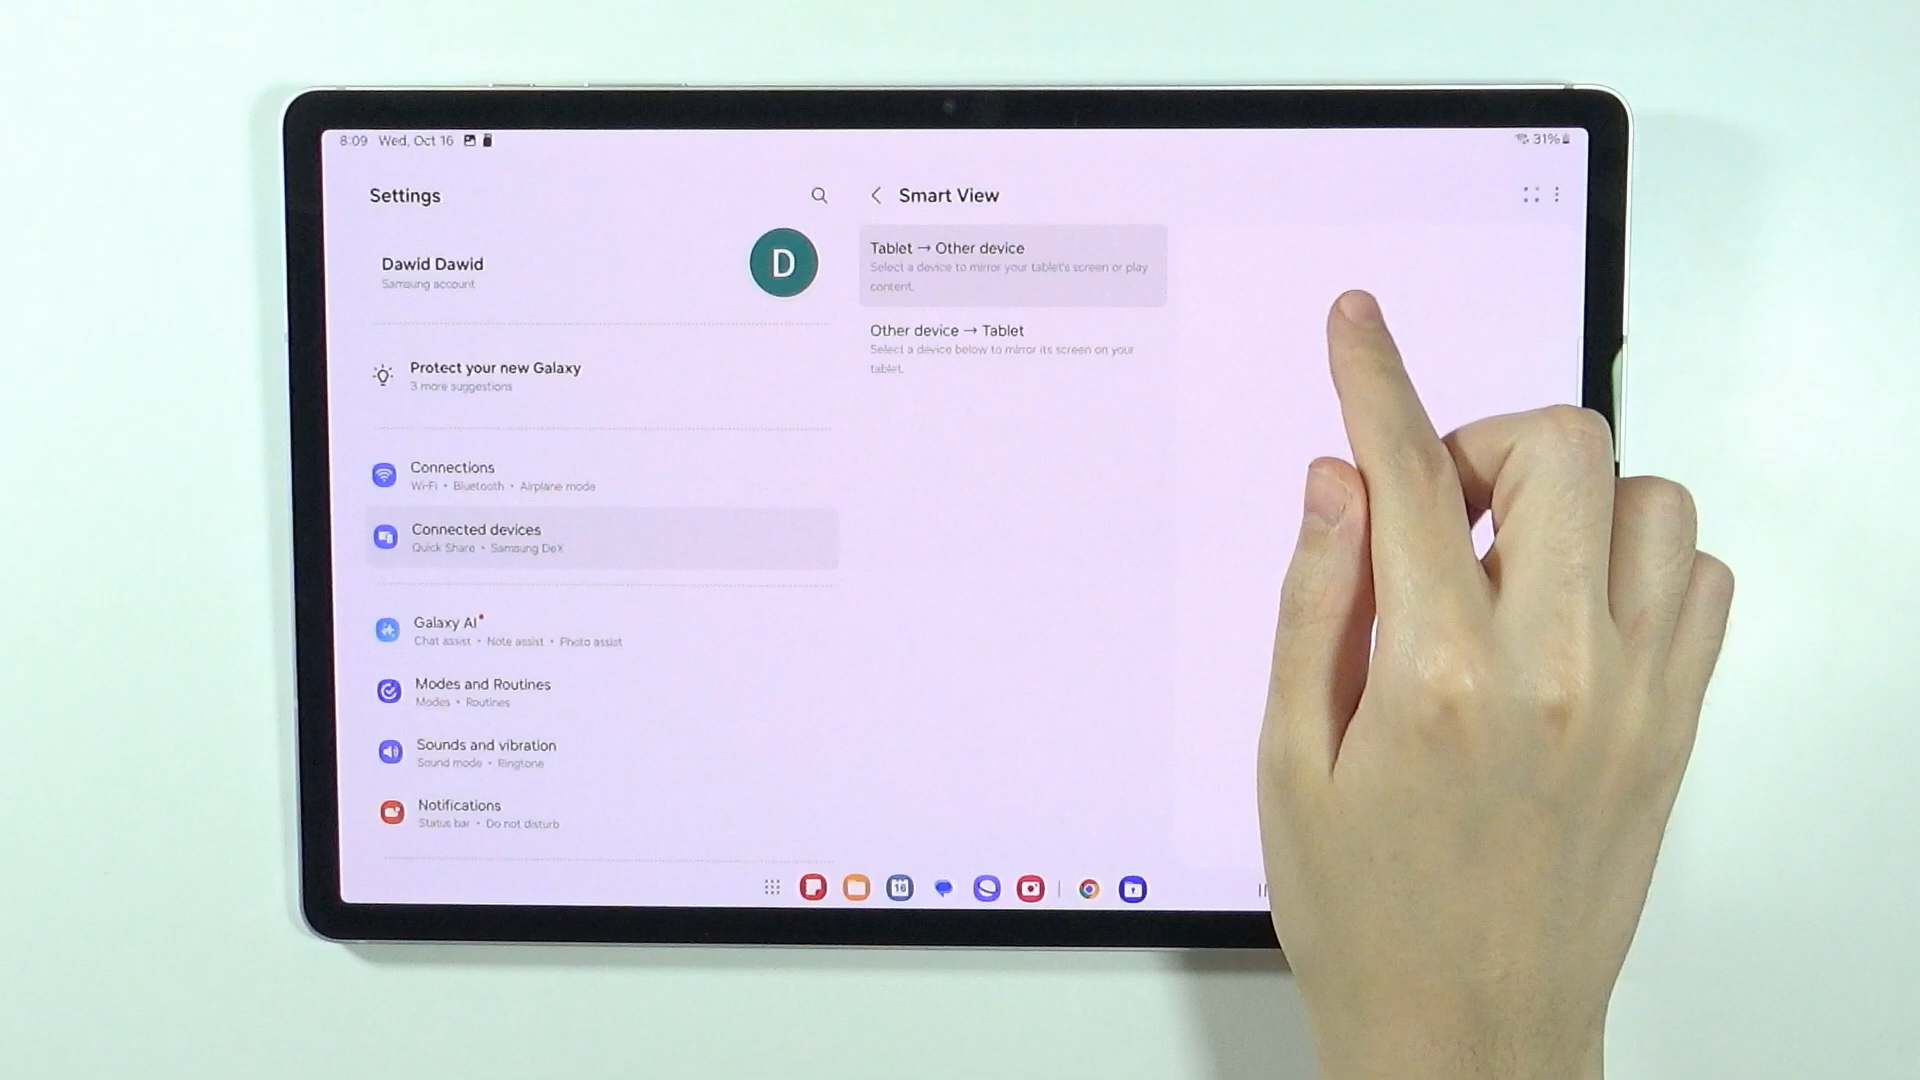 8:09 Wed, Oct 16
31%
Settings
Dawid Dawid
Samsung account
D
Protect your new Galaxy
3 more suggestions
Connections
Wi-Fi • Bluetooth • Airplane mode
Connected devices
Quick Share • Samsung DeX
Galaxy AI
Chat assist • Note assist • Photo assist
Modes and Routines
Modes • Routines
Sounds and vibration
Sound mode • Ringtone
Notifications
Status bar • Do not disturb
Smart View
Tablet → Other device
Select a device to mirror your tablet's screen or play
content.
Other device → Tablet
Select a device below to mirror its screen on your
tablet.
16